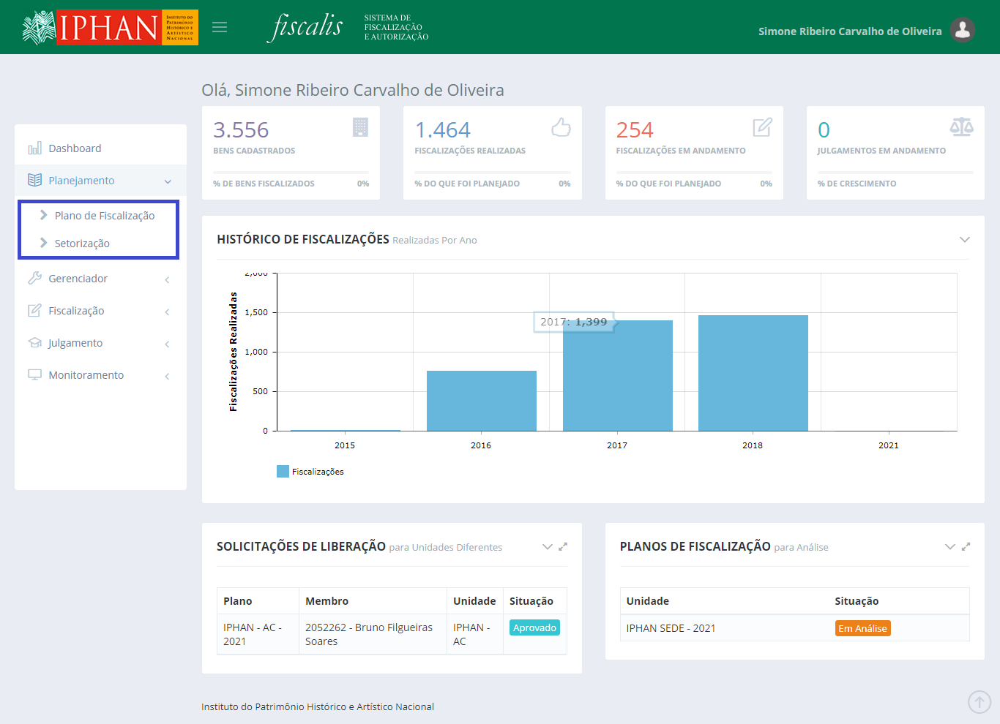 IPHAN
INSTITUTO DO
PATRIMÔNIO
HISTÓRICO E
ARTÍSTICO
NACIONAL
fiscalis
SISTEMA DE
FISCALIZAÇÃO
E AUTORIZAÇÃO
Simone Ribeiro Carvalho de Oliveira
Dashboard
Planejamento
Plano de Fiscalização
Setorização
Gerenciador
Fiscalização
Julgamento
Monitoramento
Olá, Simone Ribeiro Carvalho de Oliveira
3.556
BENS CADASTRADOS
% DE BENS FISCALIZADOS 0%
1.464
FISCALIZAÇÕES REALIZADAS
% DO QUE FOI PLANEJADO 0%
254
FISCALIZAÇÕES EM ANDAMENTO
% DO QUE FOI PLANEJADO 0%
0
JULGAMENTOS EM ANDAMENTO
% DE CRESCIMENTO
HISTÓRICO DE FISCALIZAÇÕES Realizadas Por Ano
Fiscalizações Realizadas
2,000
1,500
1,000
500
0
2017: 1,399
2015 2016 2017 2018 2021
Fiscalizações
SOLICITAÇÕES DE LIBERAÇÃO para Unidades Diferentes
Plano Membro Unidade Situação
IPHAN - AC - 2052262 - Bruno Filgueiras IPHAN - Aprovado
2021 Soares AC
PLANOS DE FISCALIZAÇÃO para Análise
Unidade Situação
IPHAN SEDE - 2021 Em Análise
Instituto do Patrimônio Histórico e Artístico Nacional